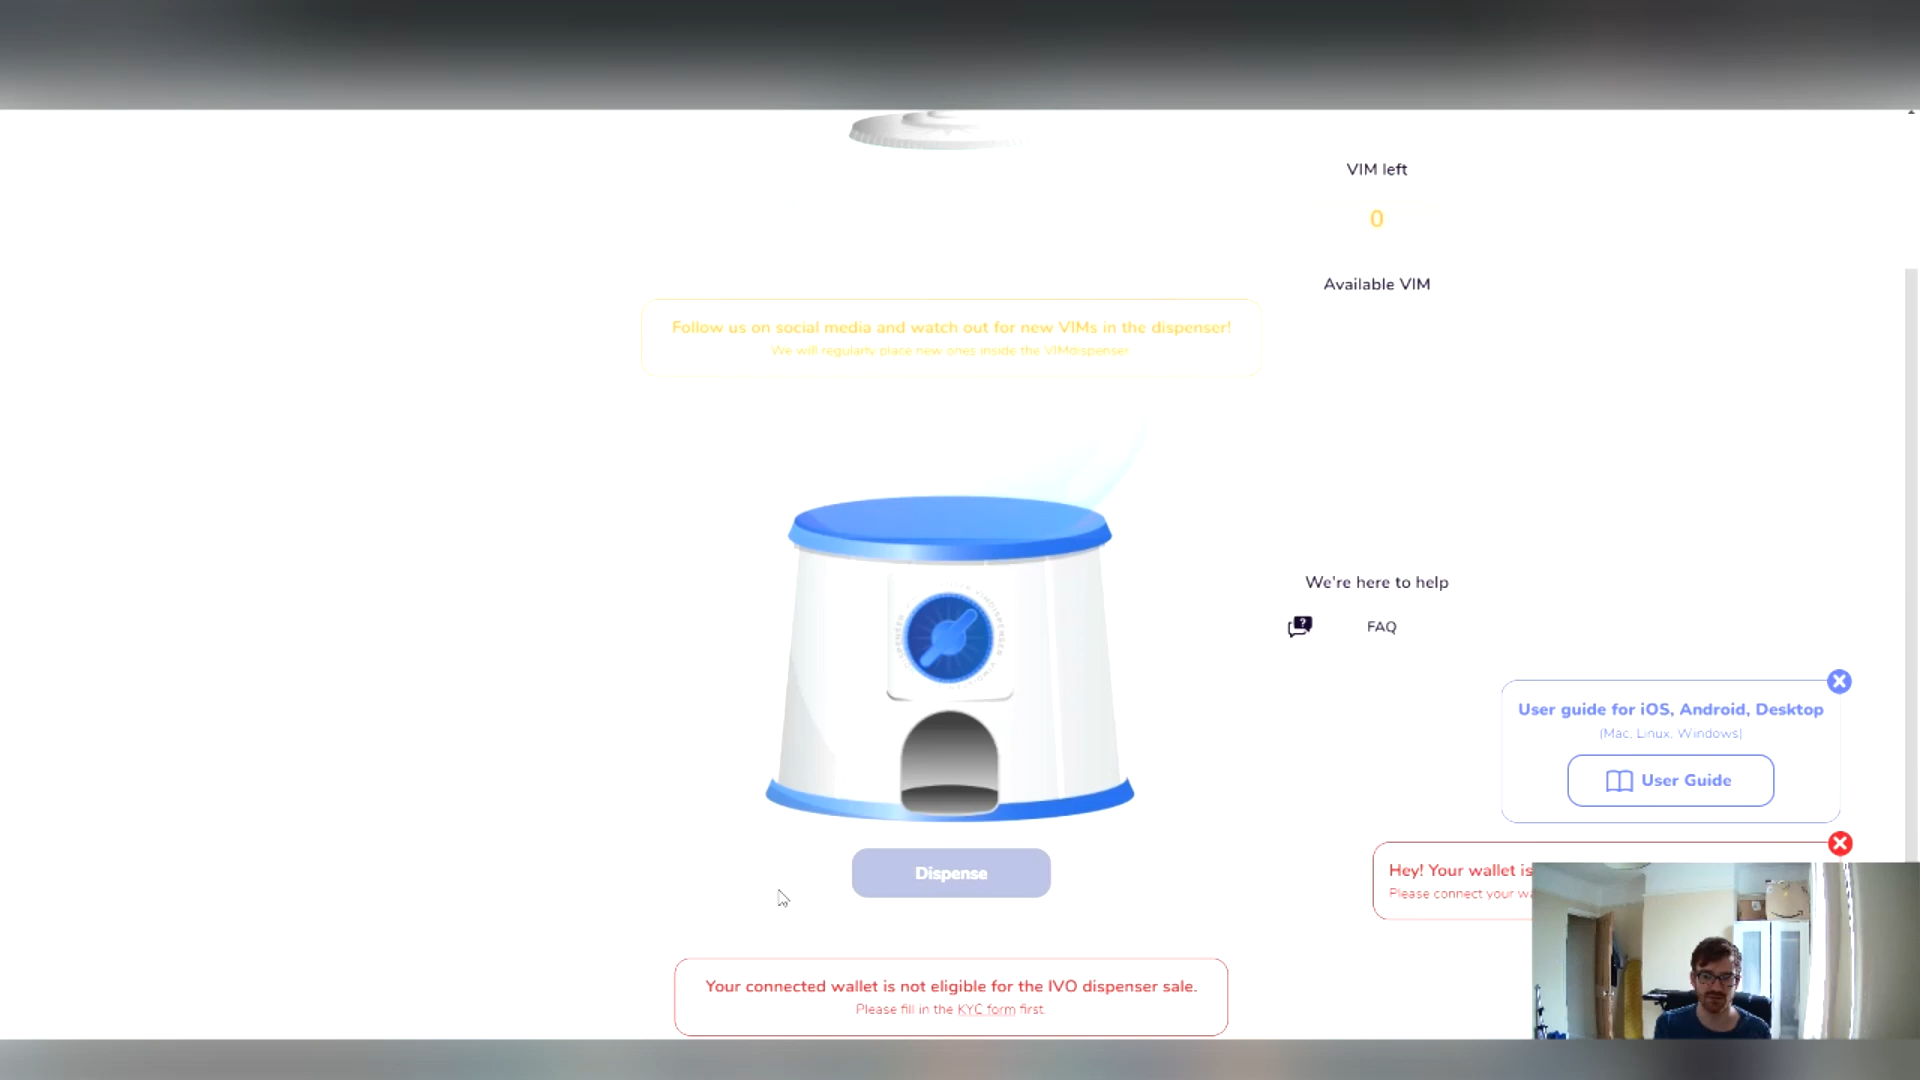 VIM left
0
Available VIM
Follow us on social media and watch out for new VIMs in the dispenser!
We will regularly place new ones inside the VIMdispenser.
We're here to help
FAQ
User guide for iOS, Android, Desktop
(Mac, Linux, Windows)
User Guide
Dispense
Hey! Your wallet is
Please connect your
Your connected wallet is not eligible for the IVO dispenser sale.
Please fill in the KYC form first.